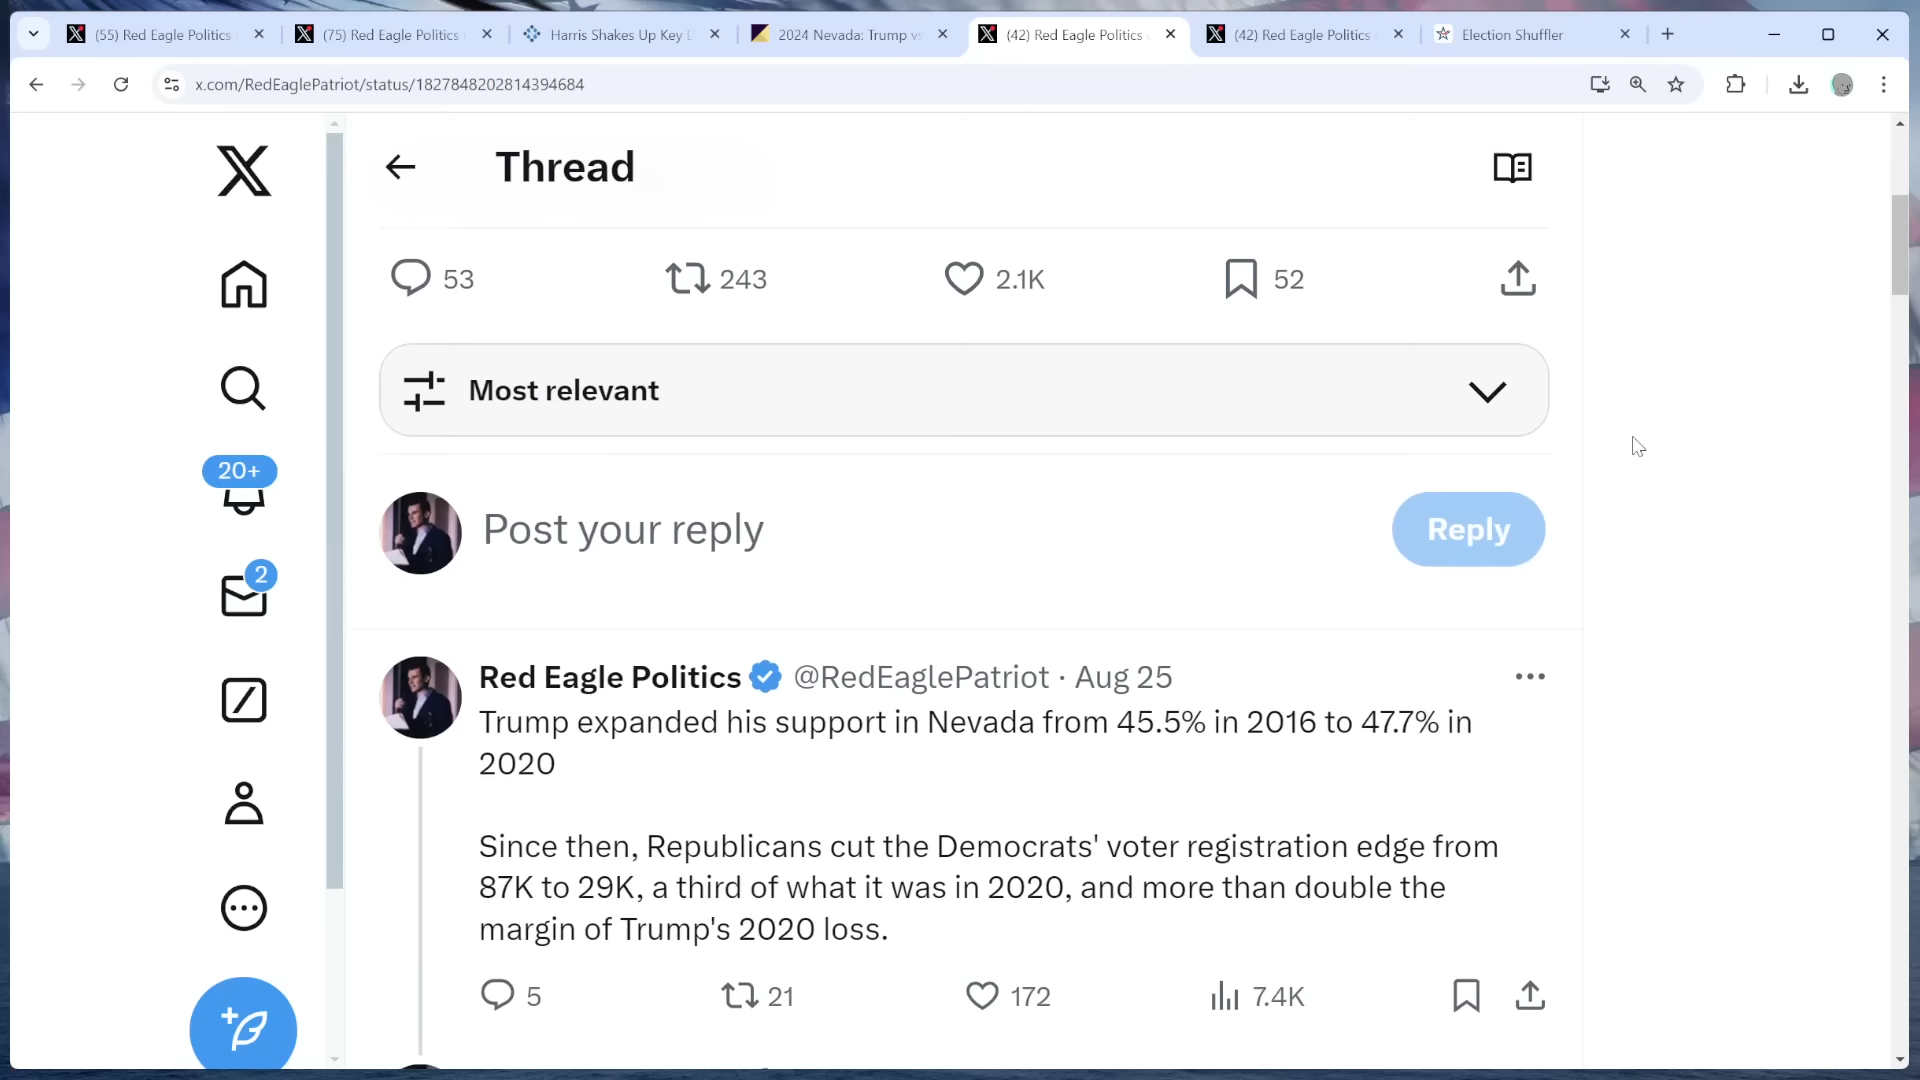 (55) Red Eagle Politics
(75) Red Eagle Politics
Harris Shakes Up Key
2024 Nevada: Trump vs
(42) Red Eagle Politics
(42) Red Eagle Politics
Election Shuffler
x.com/RedEaglePatriot/status/1827848202814394684
Thread
53
243
2.1K
52
Most relevant
20+
Post your reply
Reply
2
Red Eagle Politics @RedEaglePatriot · Aug 25
Trump expanded his support in Nevada from 45.5% in 2016 to 47.7% in
2020
Since then, Republicans cut the Democrats' voter registration edge from
87K to 29K, a third of what it was in 2020, and more than double the
margin of Trump's 2020 loss.
5
21
172
7.4K